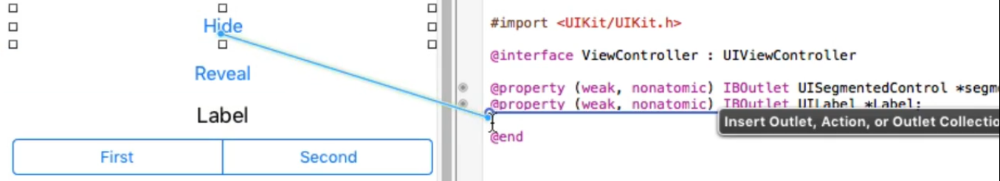 Hide
Reveal
Label
First
Second
#import <UIKit/UIKit.h>
@interface ViewController : UIViewController
@property (weak, nonatomic) IBOutlet UISegmentedControl *segm
@property (weak, nonatomic) IBOutlet UILabel *Label;
Insert Outlet, Action, or Outlet Collectio
@end